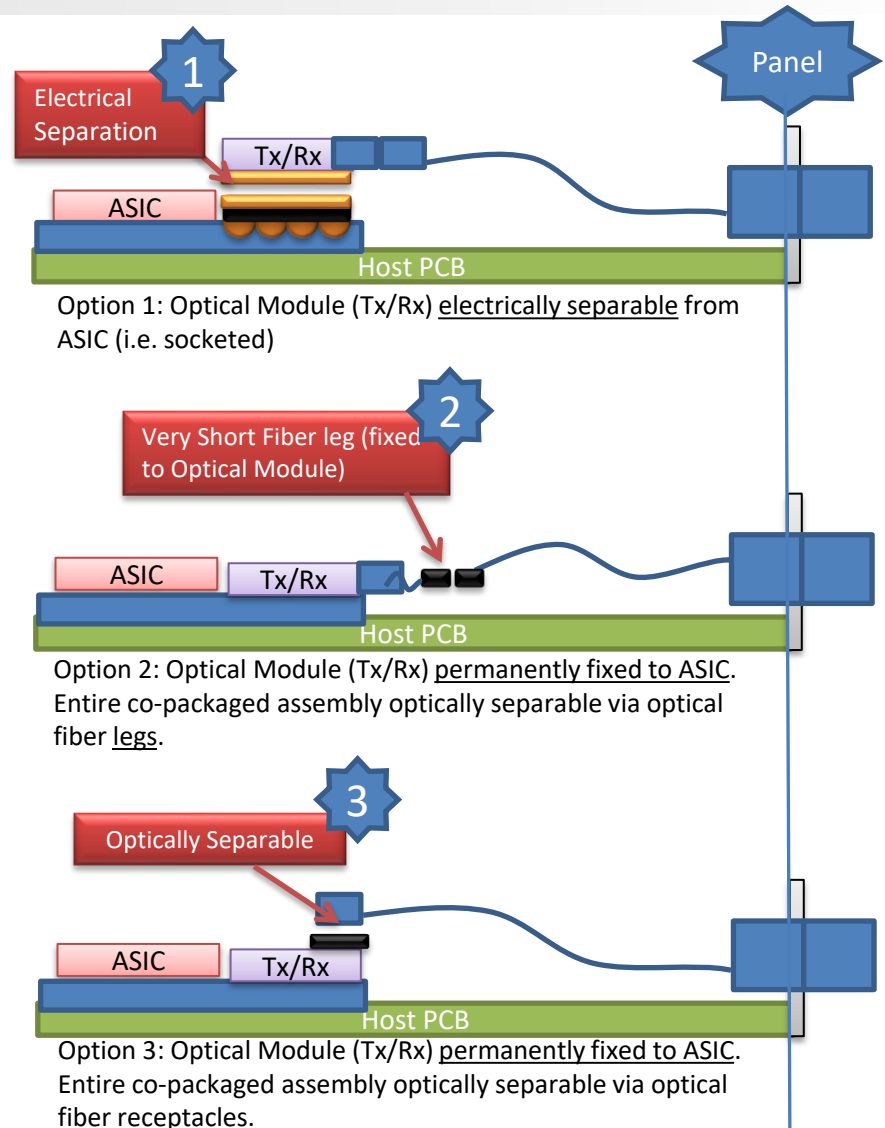 1
Panel
Electrical
Separation
Tx/Rx
ASIC
Host PCB
Option 1: Optical Module (Tx/Rx) electrically separable from
ASIC (i.e. socketed)
2
Very Short Fiber leg (fixed
to Optical Module)
ASIC
Tx/Rx
Host PCB
Option 2: Optical Module (Tx/Rx) permanently fixed to ASIC.
Entire co-packaged assembly optically separable via optical
fiber legs.
3
Optically Separable
ASIC
Tx/Rx
Host PCB
Option 3: Optical Module (Tx/Rx) permanently fixed to ASIC.
Entire co-packaged assembly optically separable via optical
fiber receptacles.